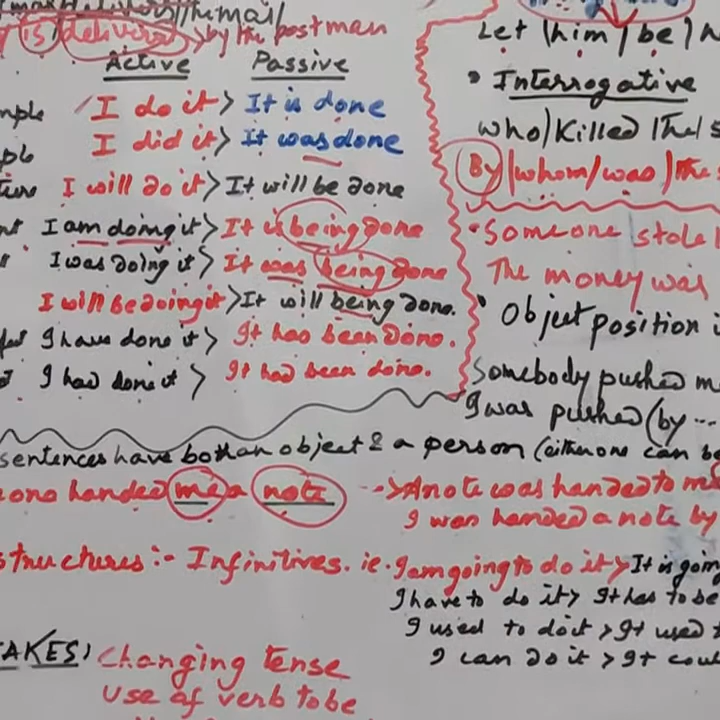 is delivered > by the postman
Active Passive
I do it > It is done
I did it > It was done
I will do it > It will be done
I am doing it > It is being done
I was doing it > It was being done
I will be doing it > It will being done.
I have done it > It has been done.
I had done it > It had been done.
Let him / be
• Interrogative
who / Killed
By / whom / was /
• Someone stole
The money was
• Object position
Somebody pushed
I was pushed (by ...
sentences have both an object & a person (either one can
handed me a note --> A note was handed to
I was handed a note by
structures :- Infinitives. ie. I am going to do it > It is
I have to do it > It has to be
I used to do it > It used
I can do it > It
Changing tense
use of verb to be